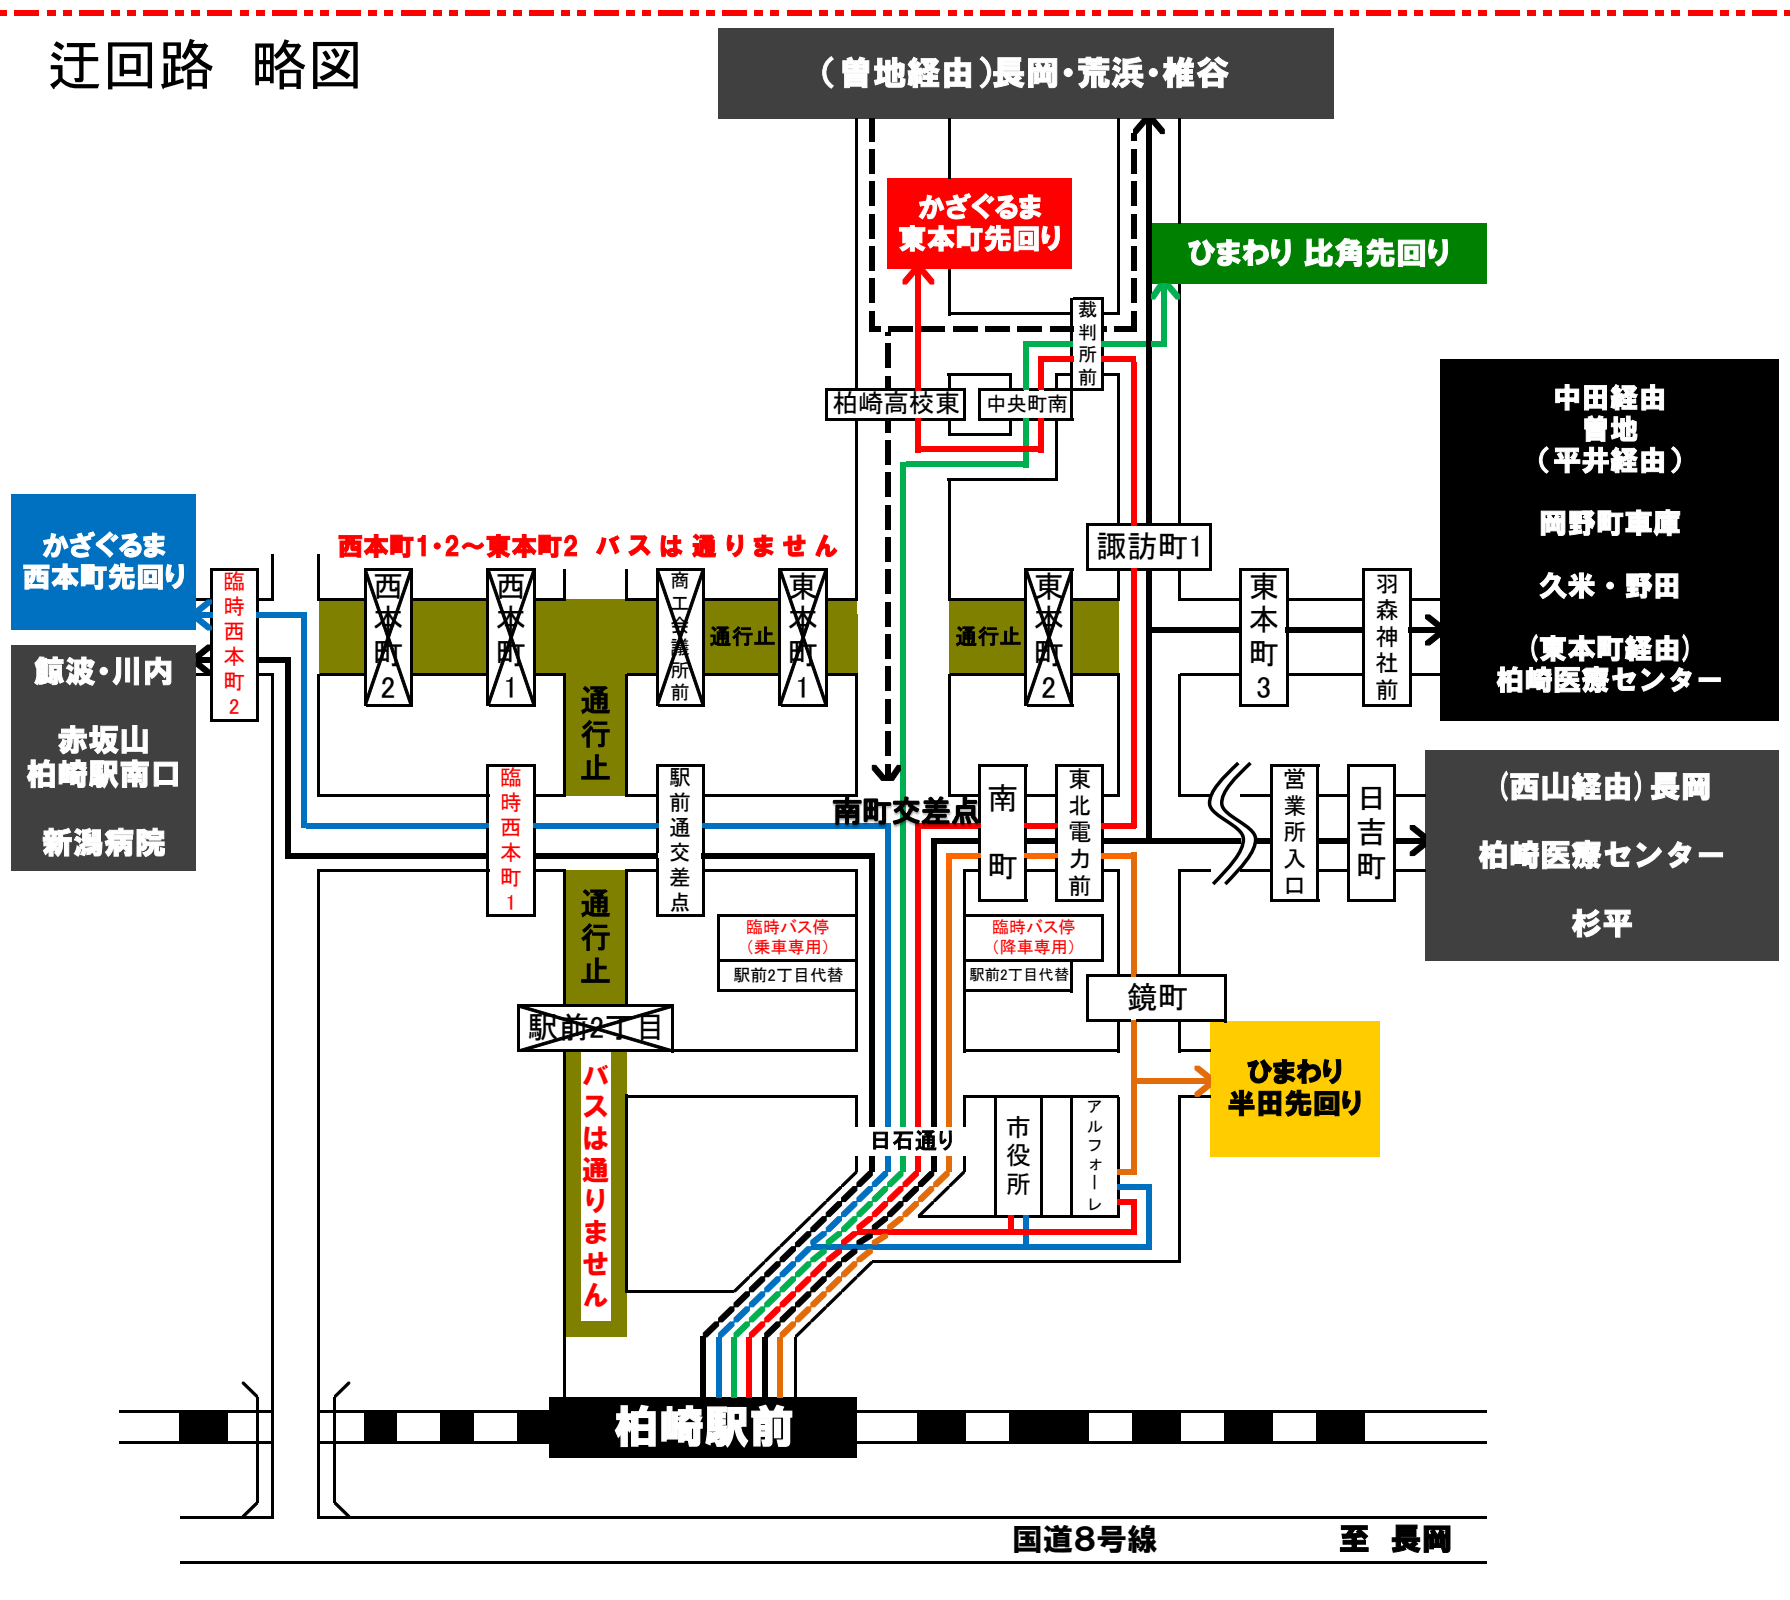 迂回路　略図
（曽地経由）長岡・荒浜・椎谷
かざぐるま
東本町先回り
ひまわり 比角先回り
裁判所前
柏崎高校東
中央町南
中田経由
曽地
（平井経由）
岡野町車庫
久米・野田
（東本町経由）
柏崎医療センター
かざぐるま
西本町先回り
西本町1・2～東本町2　バスは通りません
諏訪町1
臨時西本町2
西本町2
西本町1
商工会議所前
通行止
東本町1
通行止
東本町2
東本町3
羽森神社前
鯨波・川内
赤坂山
柏崎駅南口
新潟病院
通行止
臨時西本町1
駅前通交差点
南町交差点
南町
東北電力前
営業所入口
日吉町
（西山経由）長岡
柏崎医療センター
杉平
通行止
臨時バス停
（乗車専用）
駅前2丁目代替
臨時バス停
（降車専用）
駅前2丁目代替
鏡町
駅前2丁目
バスは通りません
ひまわり
半田先回り
日石通り
市役所
アルフォーレ
柏崎駅前
国道8号線
至　長岡